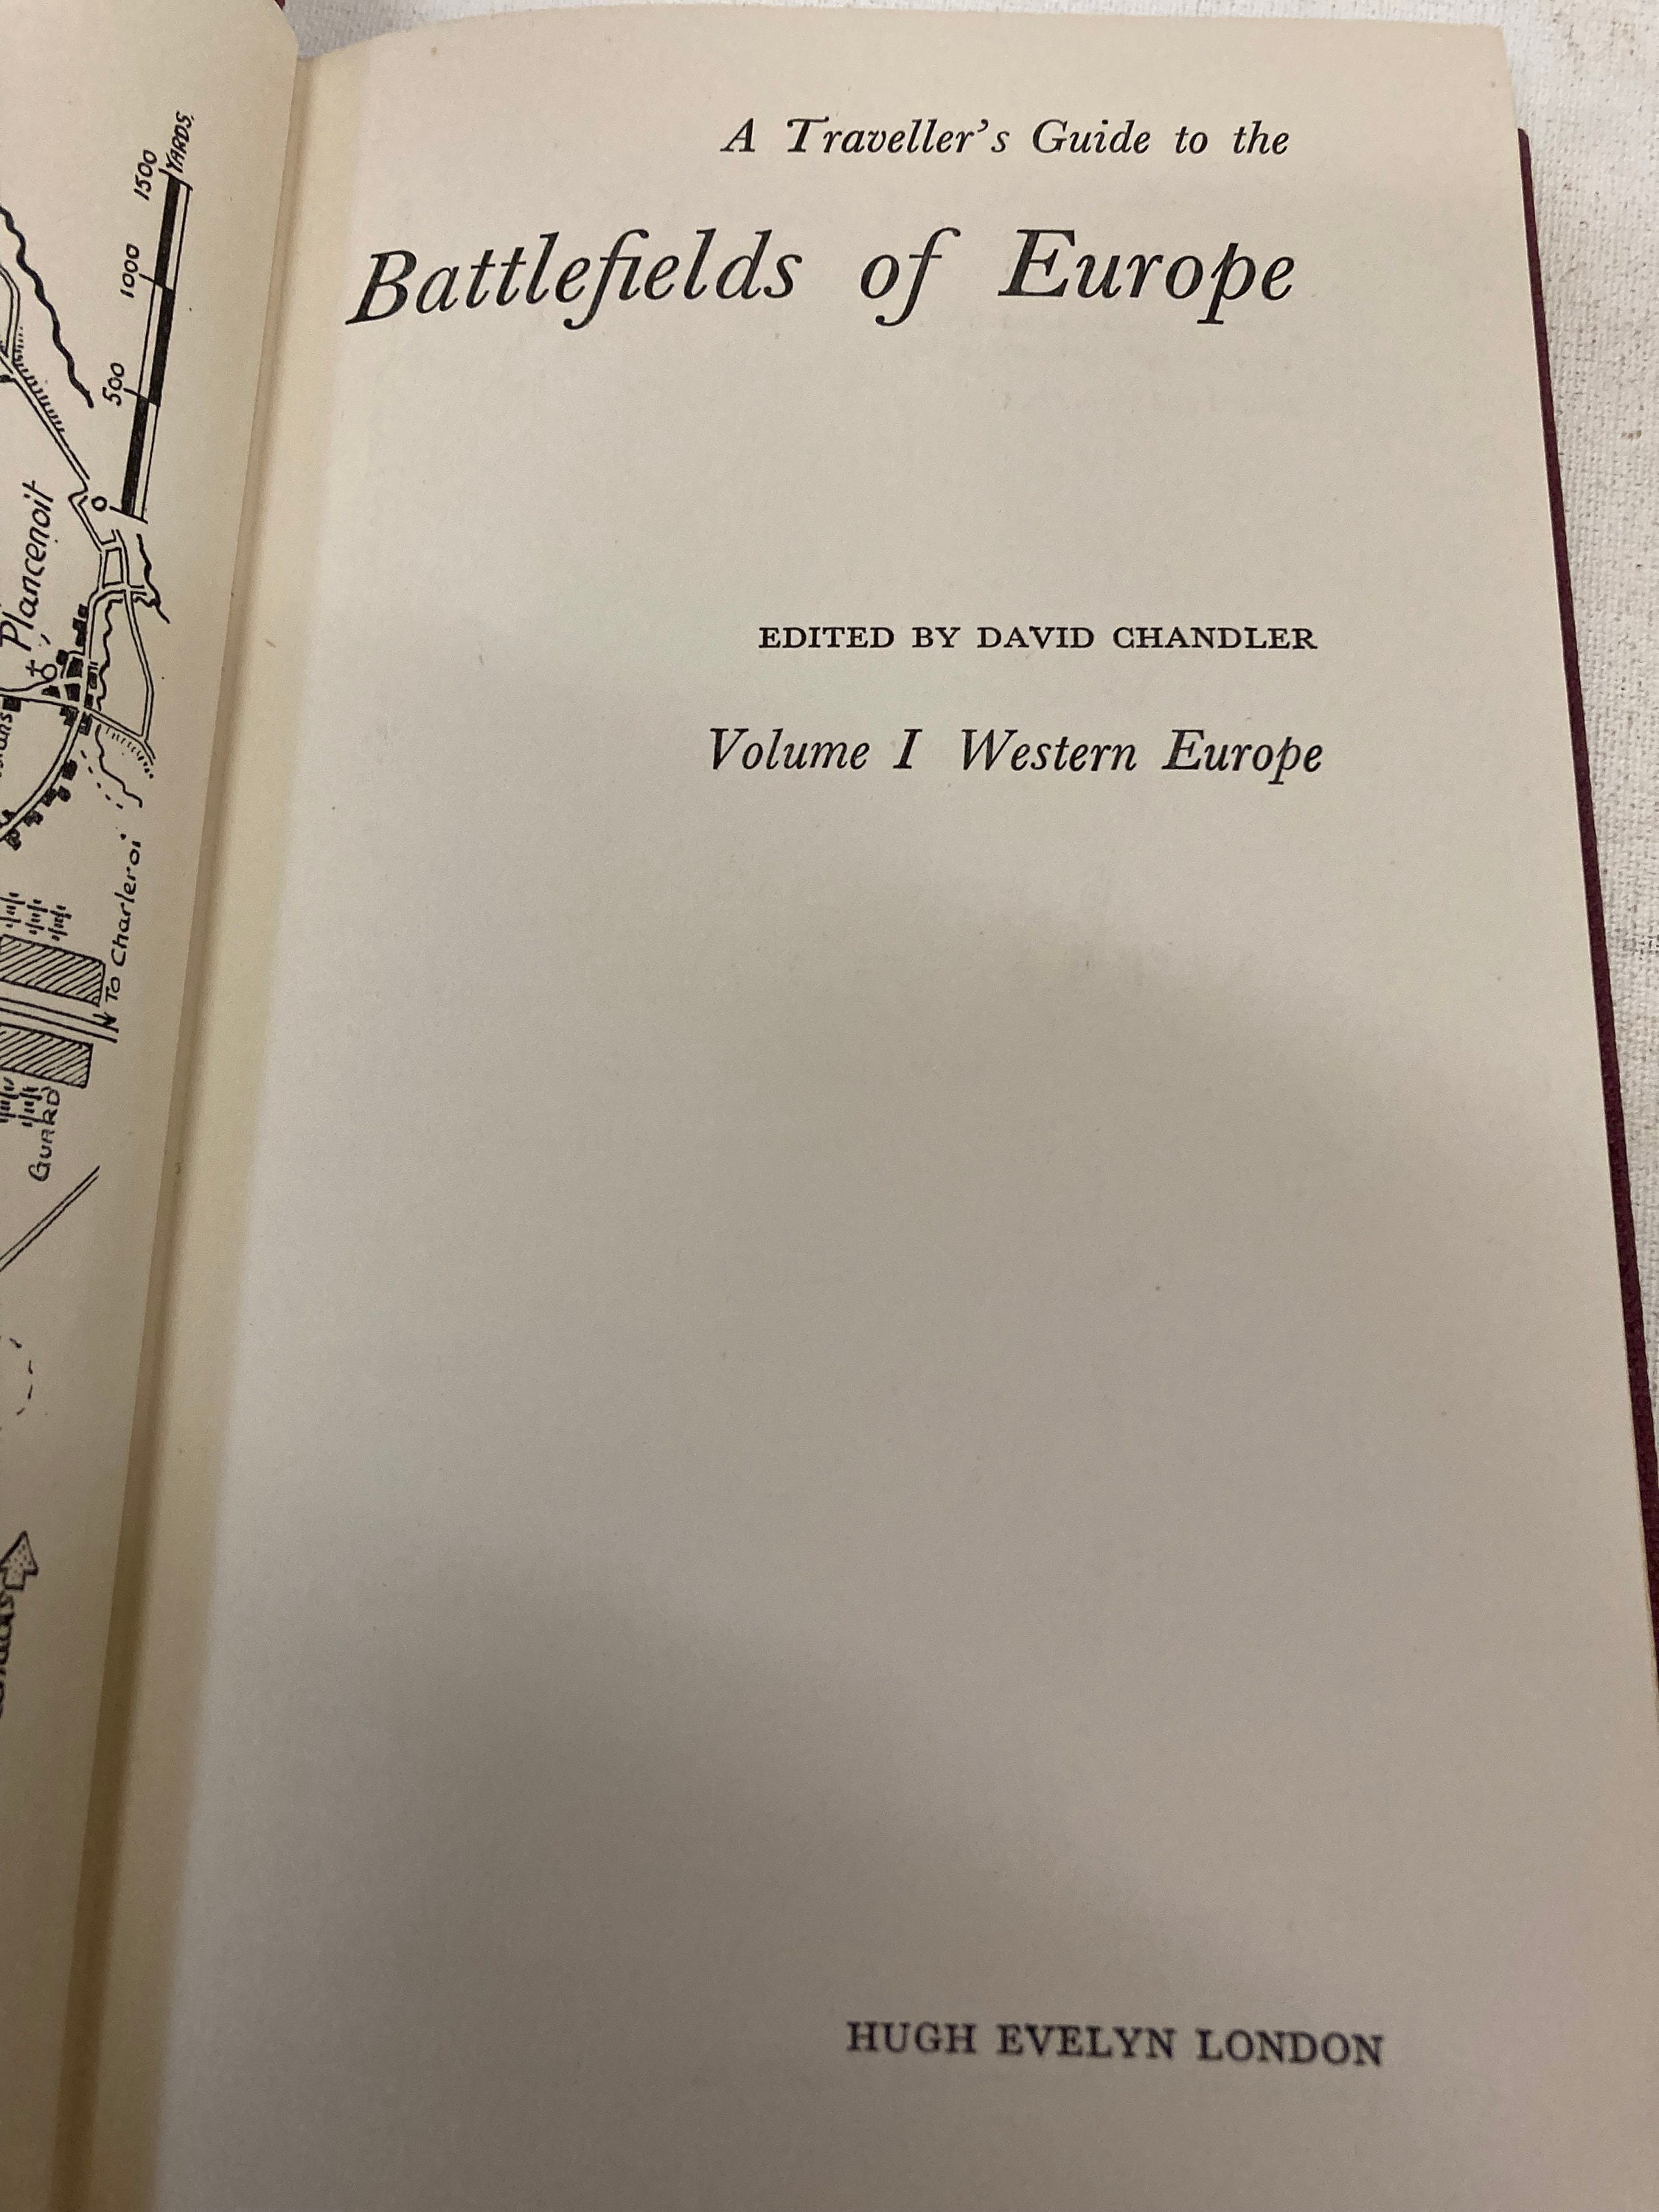 1500
YARDS.
1000
500
0
Plancenoit
To Charleroi
GUARD
A Traveller's Guide to the
Battlefields of Europe
EDITED BY DAVID CHANDLER
Volume I Western Europe
HUGH EVELYN LONDON